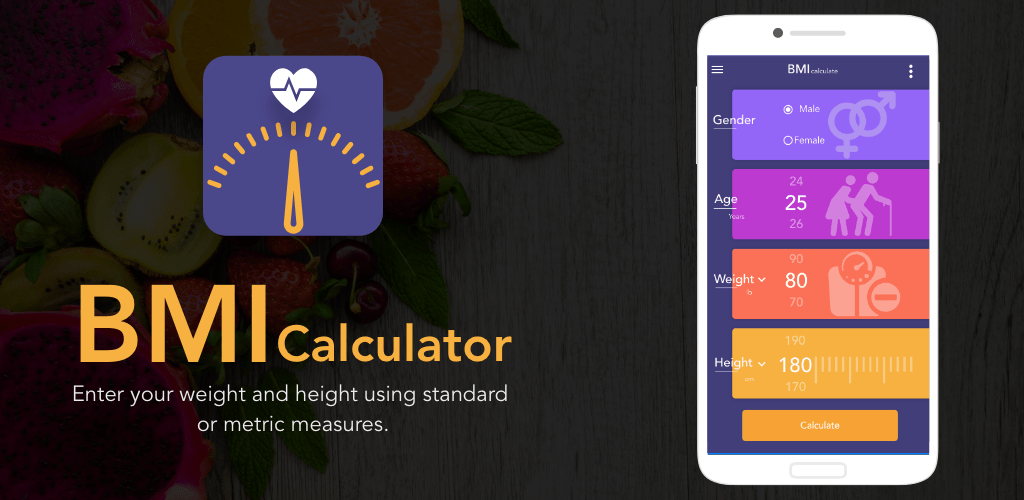 BMI Calculator
Enter your weight and height using standard
or metric measures.
BMI calculate
Gender
Male
Female
Age
Years
24
25
26
Weight
lb
90
80
70
Height
cm
190
180
170
Calculate